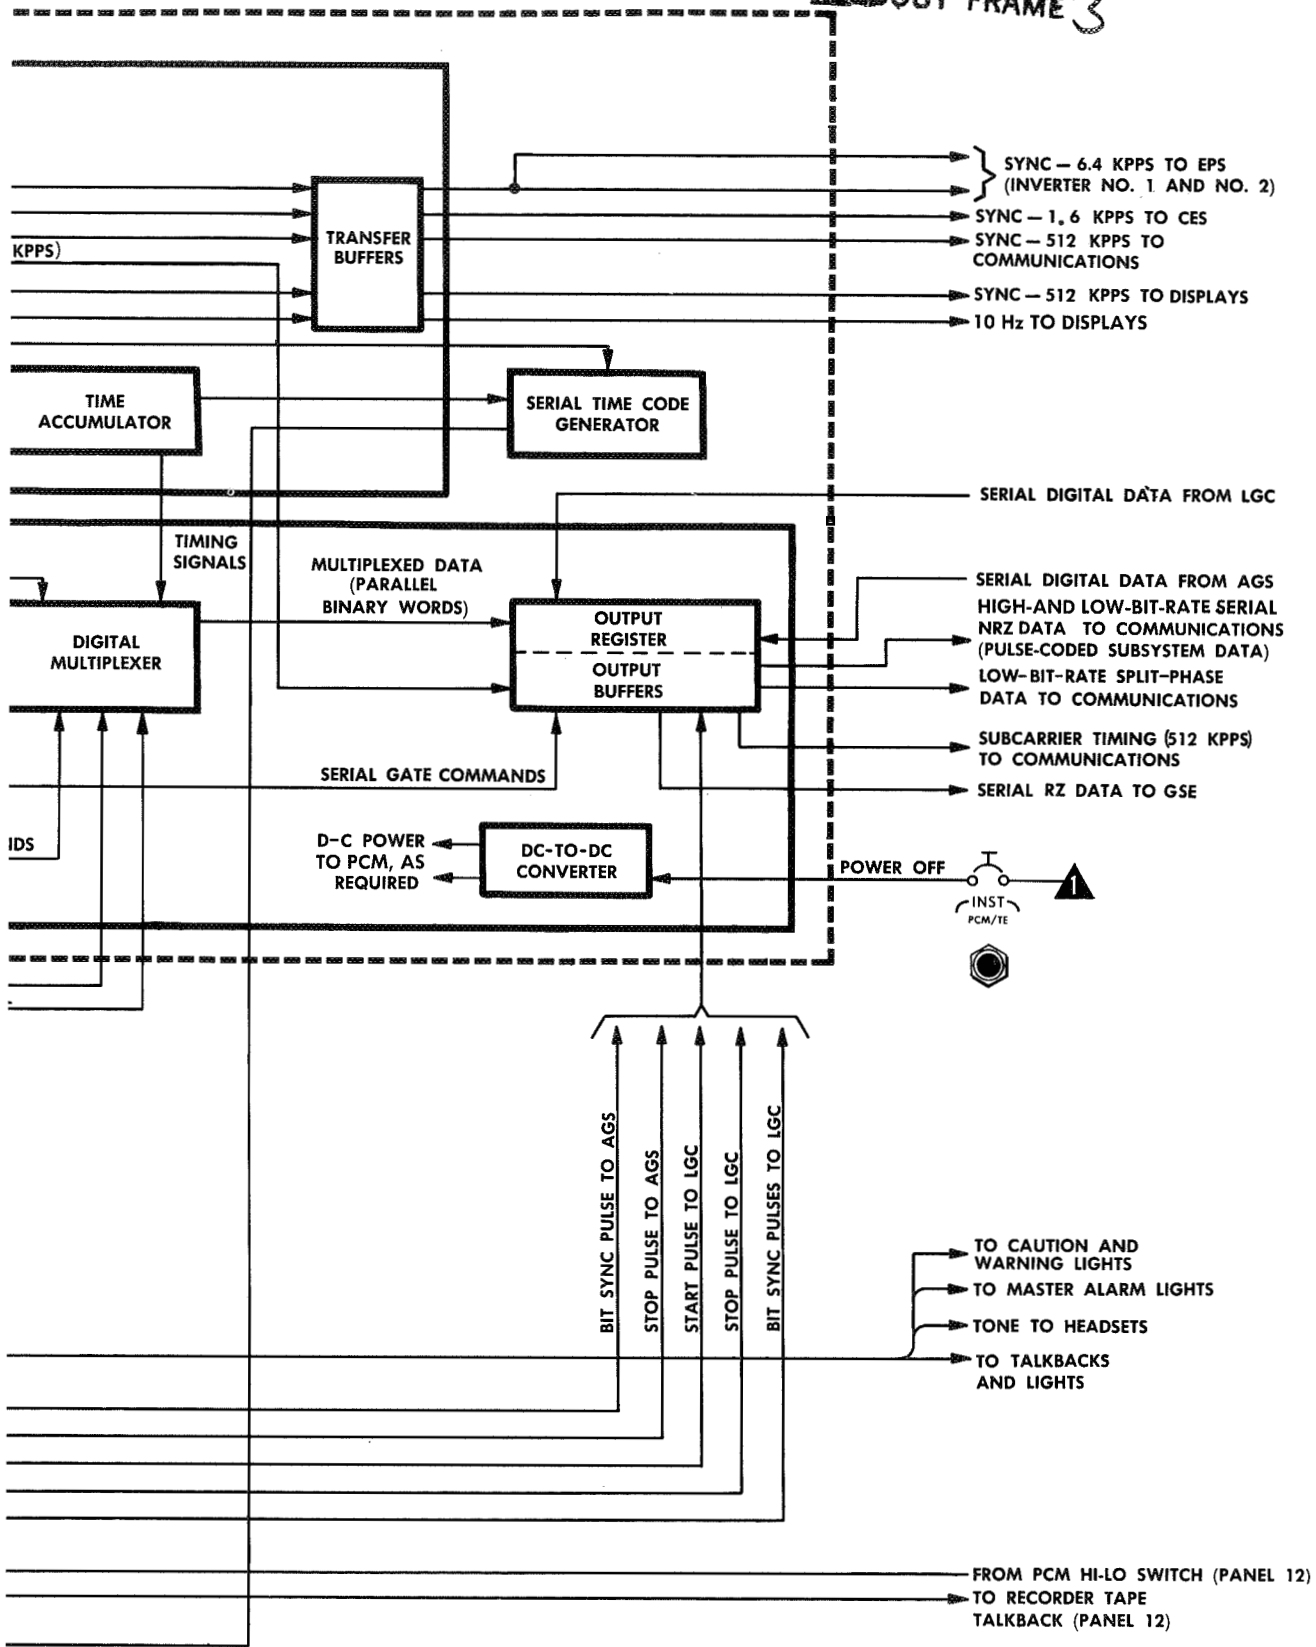 FRAME 3
SYNC — 6.4 KPPS TO EPS
(INVERTER NO. 1 AND NO. 2)
SYNC — 1.6 KPPS TO CES
TRANSFER
BUFFERS
KPPS)
SYNC — 512 KPPS TO
COMMUNICATIONS
SYNC — 512 KPPS TO DISPLAYS
10 Hz TO DISPLAYS
TIME
ACCUMULATOR
SERIAL TIME CODE
GENERATOR
SERIAL DIGITAL DATA FROM LGC
TIMING
SIGNALS
MULTIPLEXED DATA
(PARALLEL
BINARY WORDS)
SERIAL DIGITAL DATA FROM AGS
HIGH-AND LOW-BIT-RATE SERIAL
NRZ DATA TO COMMUNICATIONS
(PULSE-CODED SUBSYSTEM DATA)
OUTPUT
REGISTER
OUTPUT
BUFFERS
DIGITAL
MULTIPLEXER
LOW-BIT-RATE SPLIT-PHASE
DATA TO COMMUNICATIONS
SUBCARRIER TIMING (512 KPPS)
TO COMMUNICATIONS
SERIAL GATE COMMANDS
SERIAL RZ DATA TO GSE
NDS
D-C POWER
TO PCM, AS
REQUIRED
DC-TO-DC
CONVERTER
POWER OFF
1
INST
PCM/TE
BIT SYNC PULSE TO AGS
STOP PULSE TO AGS
START PULSE TO LGC
STOP PULSE TO LGC
BIT SYNC PULSES TO LGC
TO CAUTION AND
WARNING LIGHTS
TO MASTER ALARM LIGHTS
TONE TO HEADSETS
TO TALKBACKS
AND LIGHTS
FROM PCM HI-LO SWITCH (PANEL 12)
TO RECORDER TAPE
TALKBACK (PANEL 12)